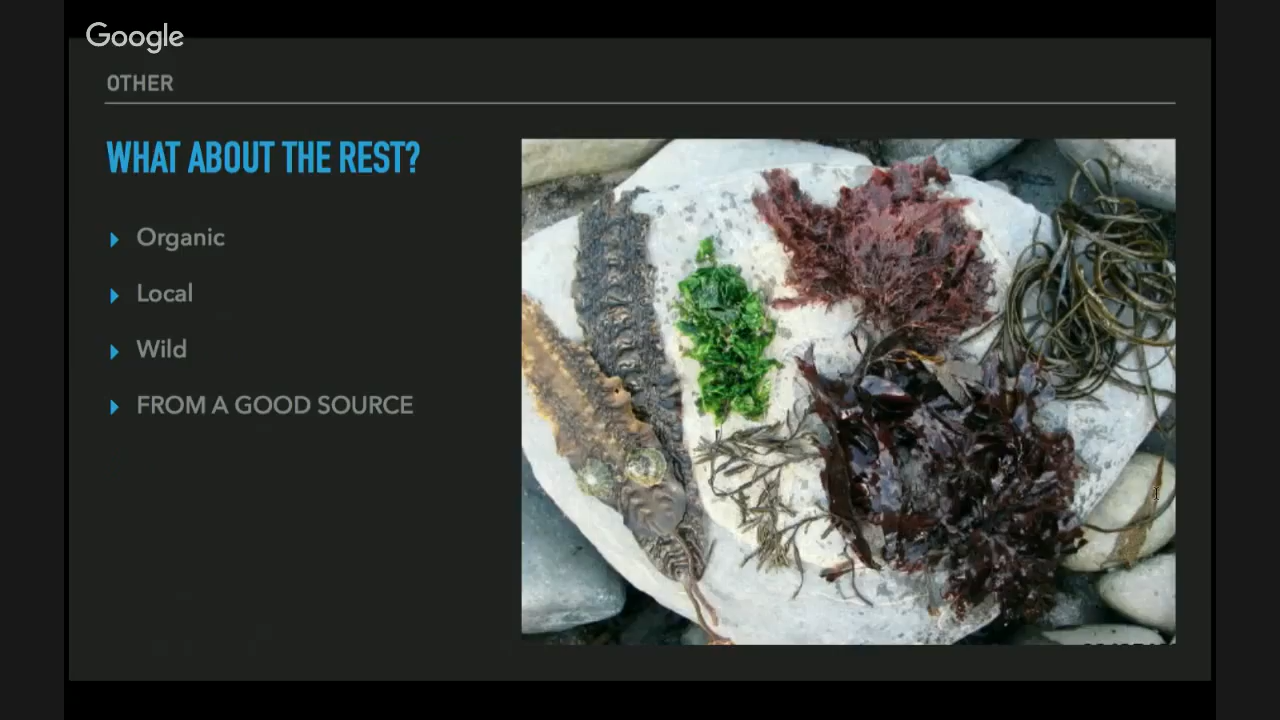 Google
OTHER
WHAT ABOUT THE REST?
Organic
Local
Wild
FROM A GOOD SOURCE